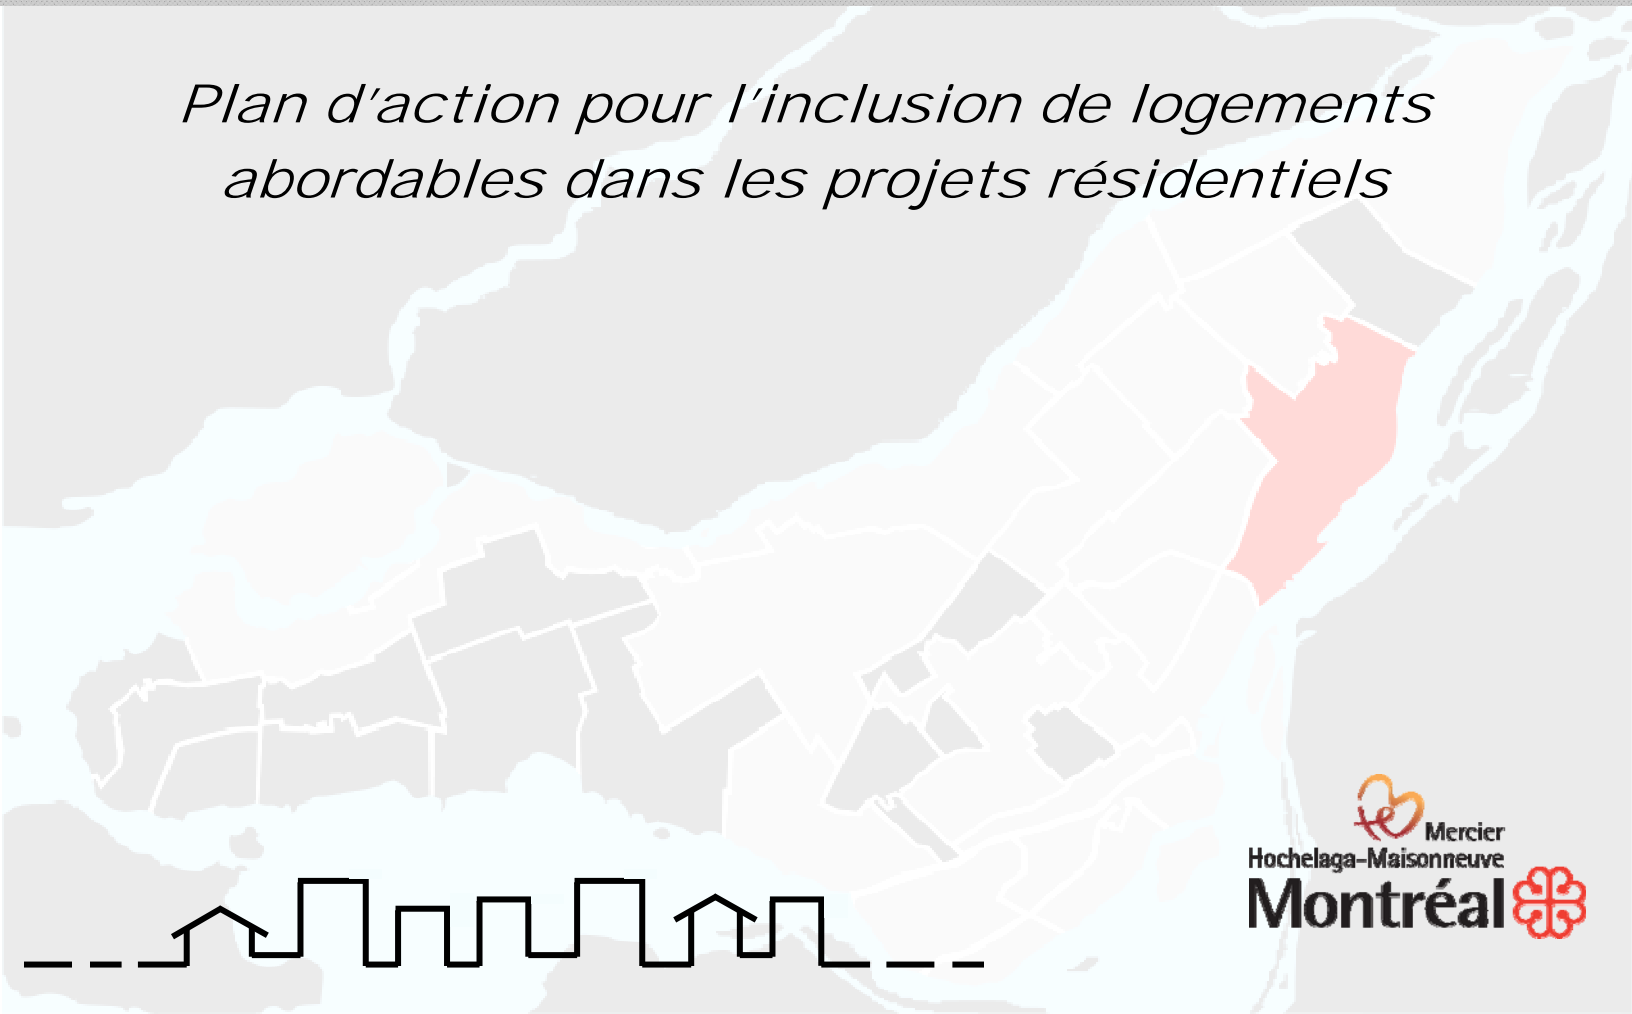 Plan d'action pour l'inclusion de logements
abordables dans les projets résidentiels
Mercier
Hochelaga-Maisonneuve
Montréal